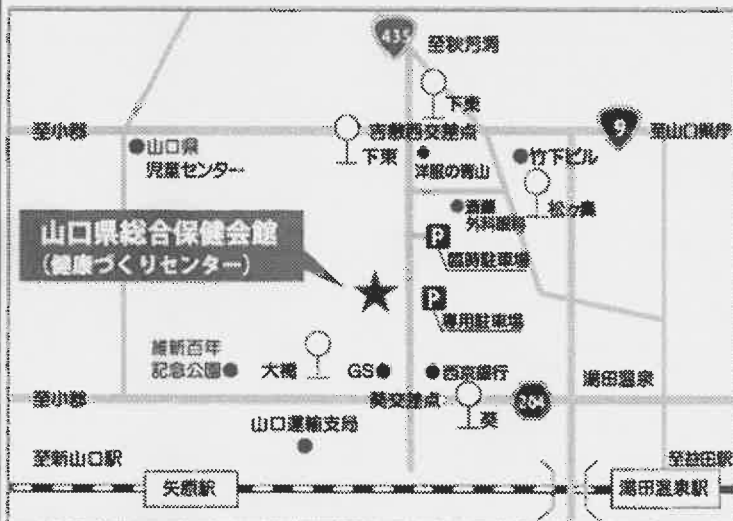 435
至秋芳洞
下東
至小郡
吉敷西交差点
9
至山口県庁
山口県
児童センター
下東
洋服の青山
竹下ビル
松ヶ鼻
斎藤
外科医院
山口県総合保健会館
(健康づくりセンター)
P
臨時駐車場
P
専用駐車場
維新百年
記念公園
大橋
GS
西京銀行
湯田温泉
至小郡
葵交差点
204
葵
山口運輸支局
至新山口駅
至益田駅
矢原駅
湯田温泉駅